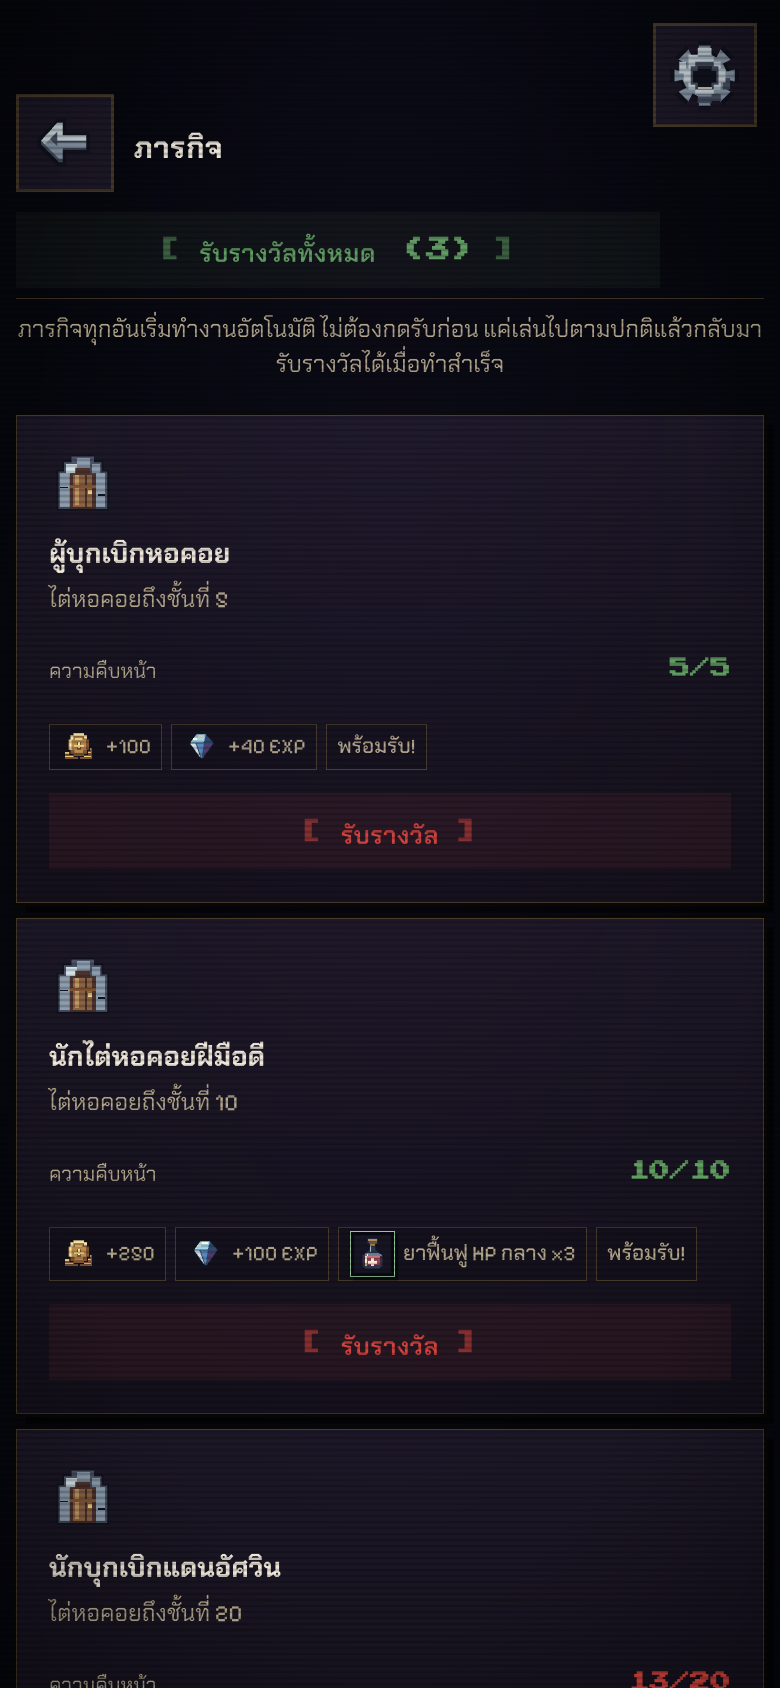 ภารกิจ
[ รับรางวัลทั้งหมด (3) ]
ภารกิจทุกอันเริ่มทำงานอัตโนมัติ ไม่ต้องกดรับก่อน แค่เล่นไปตามปกติแล้วกลับมา
รับรางวัลได้เมื่อทำสำเร็จ
ผู้บุกเบิกหอคอย
ไต่หอคอยถึงชั้นที่ 5
ความคืบหน้า 5/5
+100 +40 EXP พร้อมรับ!
[ รับรางวัล ]
นักไต่หอคอยฝีมือดี
ไต่หอคอยถึงชั้นที่ 10
ความคืบหน้า 10/10
+250 +100 EXP ยาฟื้นฟู HP กลาง x3 พร้อมรับ!
[ รับรางวัล ]
นักบุกเบิกแดนอัศวิน
ไต่หอคอยถึงชั้นที่ 20
ความคืบหน้า 13/20